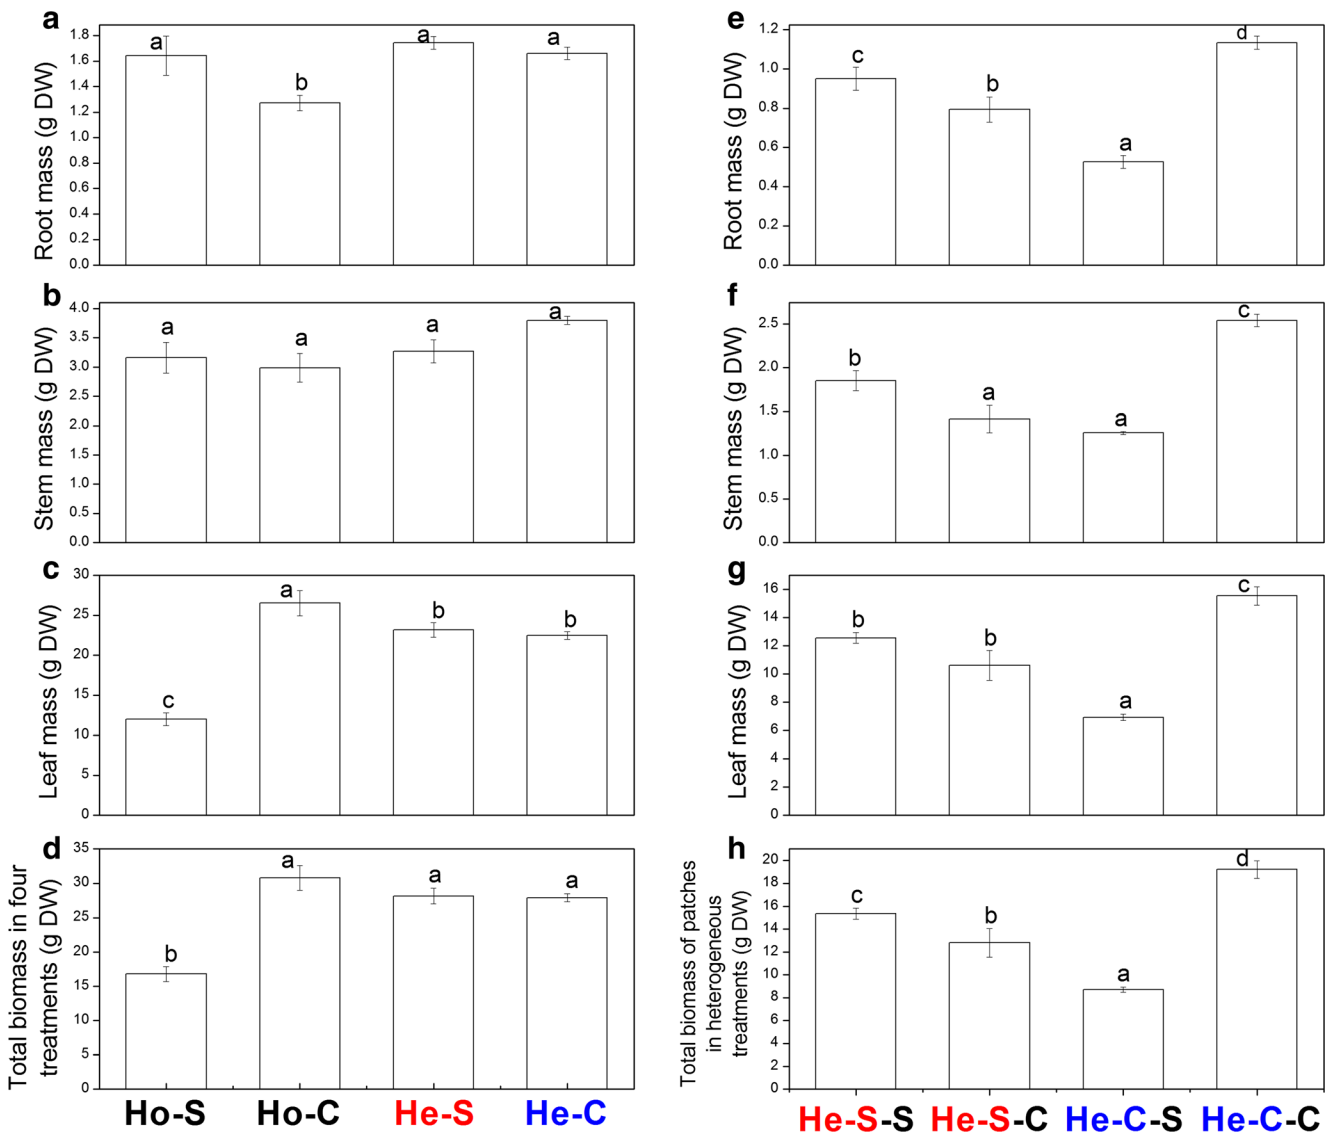 a
Root mass (g DW)
1.8
1.6
1.4
1.2
1.0
0.8
0.6
0.4
0.2
0.0
a
b
a
a
b
Stem mass (g DW)
4.0
3.5
3.0
2.5
2.0
1.5
1.0
0.5
0.0
a
a
a
a
c
Leaf mass (g DW)
30
25
20
15
10
5
0
c
a
b
b
d
Total biomass in four
treatments (g DW)
35
30
25
20
15
10
5
0
b
a
a
a
Ho-S Ho-C He-S He-C
e
Root mass (g DW)
1.2
1.0
0.8
0.6
0.4
0.2
0.0
c
b
a
d
f
Stem mass (g DW)
2.5
2.0
1.5
1.0
0.5
0.0
b
a
a
c
g
Leaf mass (g DW)
16
14
12
10
8
6
4
2
0
b
b
a
c
h
Total biomass of patches
in heterogeneous
treatments (g DW)
20
18
16
14
12
10
8
6
4
2
0
c
b
a
d
He-S-S He-S-C He-C-S He-C-C